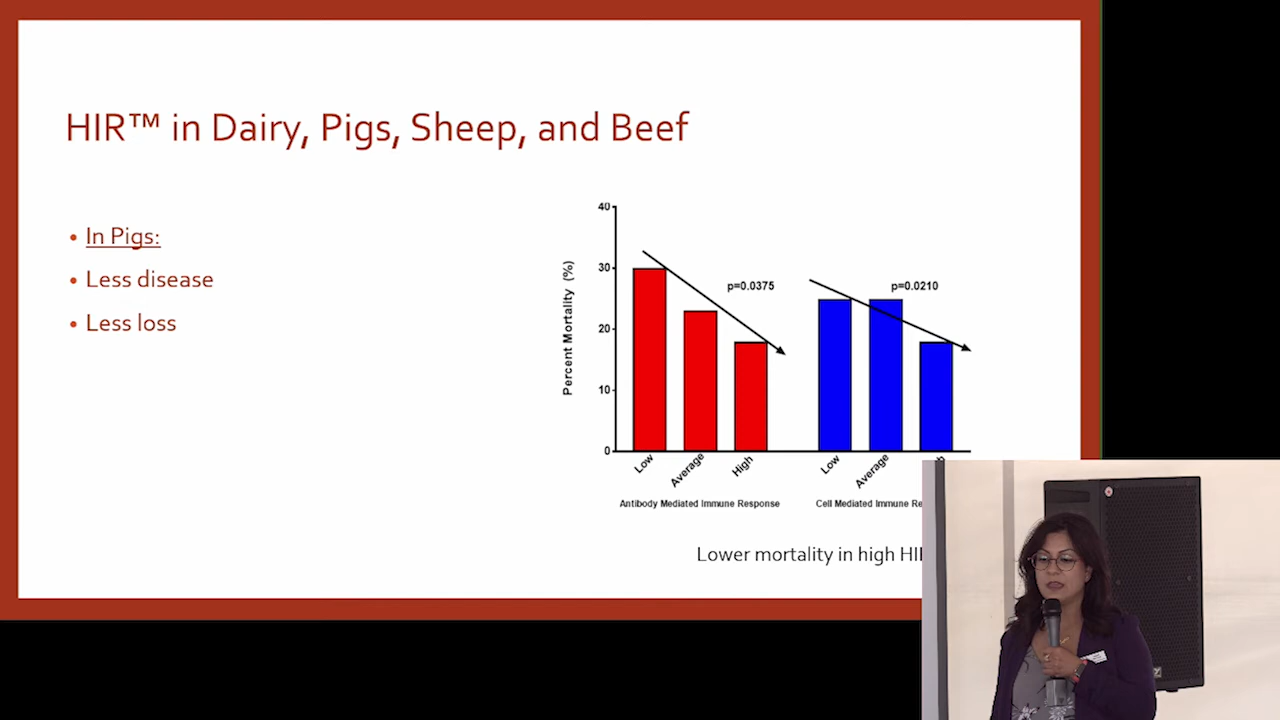 HIR™ in Dairy, Pigs, Sheep, and Beef
• In Pigs:
• Less disease
• Less loss
Percent Mortality (%)
40
30
20
10
0
p=0.0375
p=0.0210
Low
Average
High
Low
Average
Antibody Mediated Immune Response
Cell Mediated Immune
Lower mortality in high